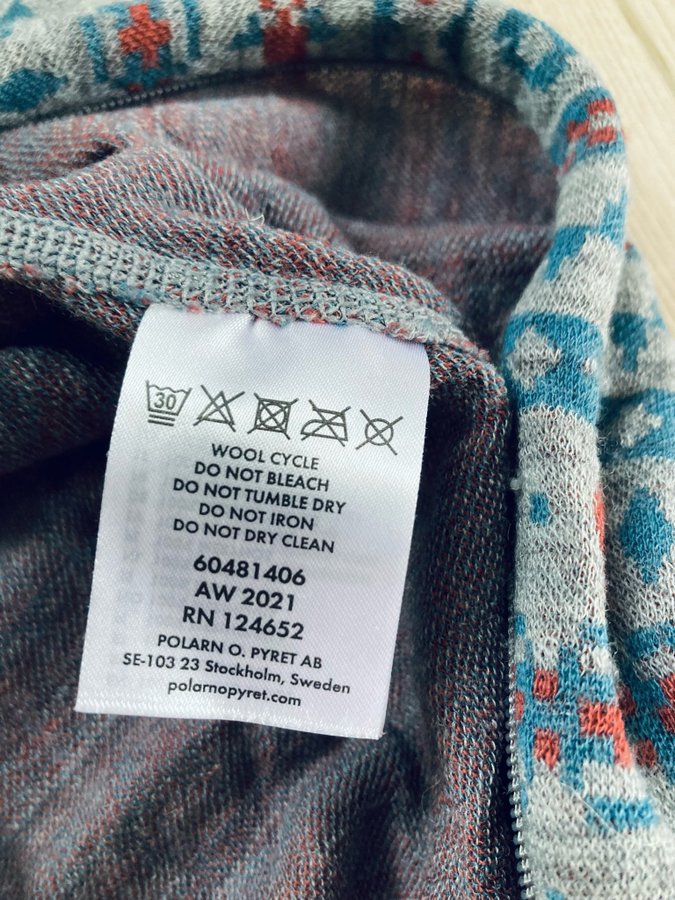 30
WOOL CYCLE
DO NOT BLEACH
DO NOT TUMBLE DRY
DO NOT IRON
DO NOT DRY CLEAN
60481406
AW 2021
RN 124652
POLARN O. PYRET AB
SE-103 23 Stockholm, Sweden
polarnopyret.com